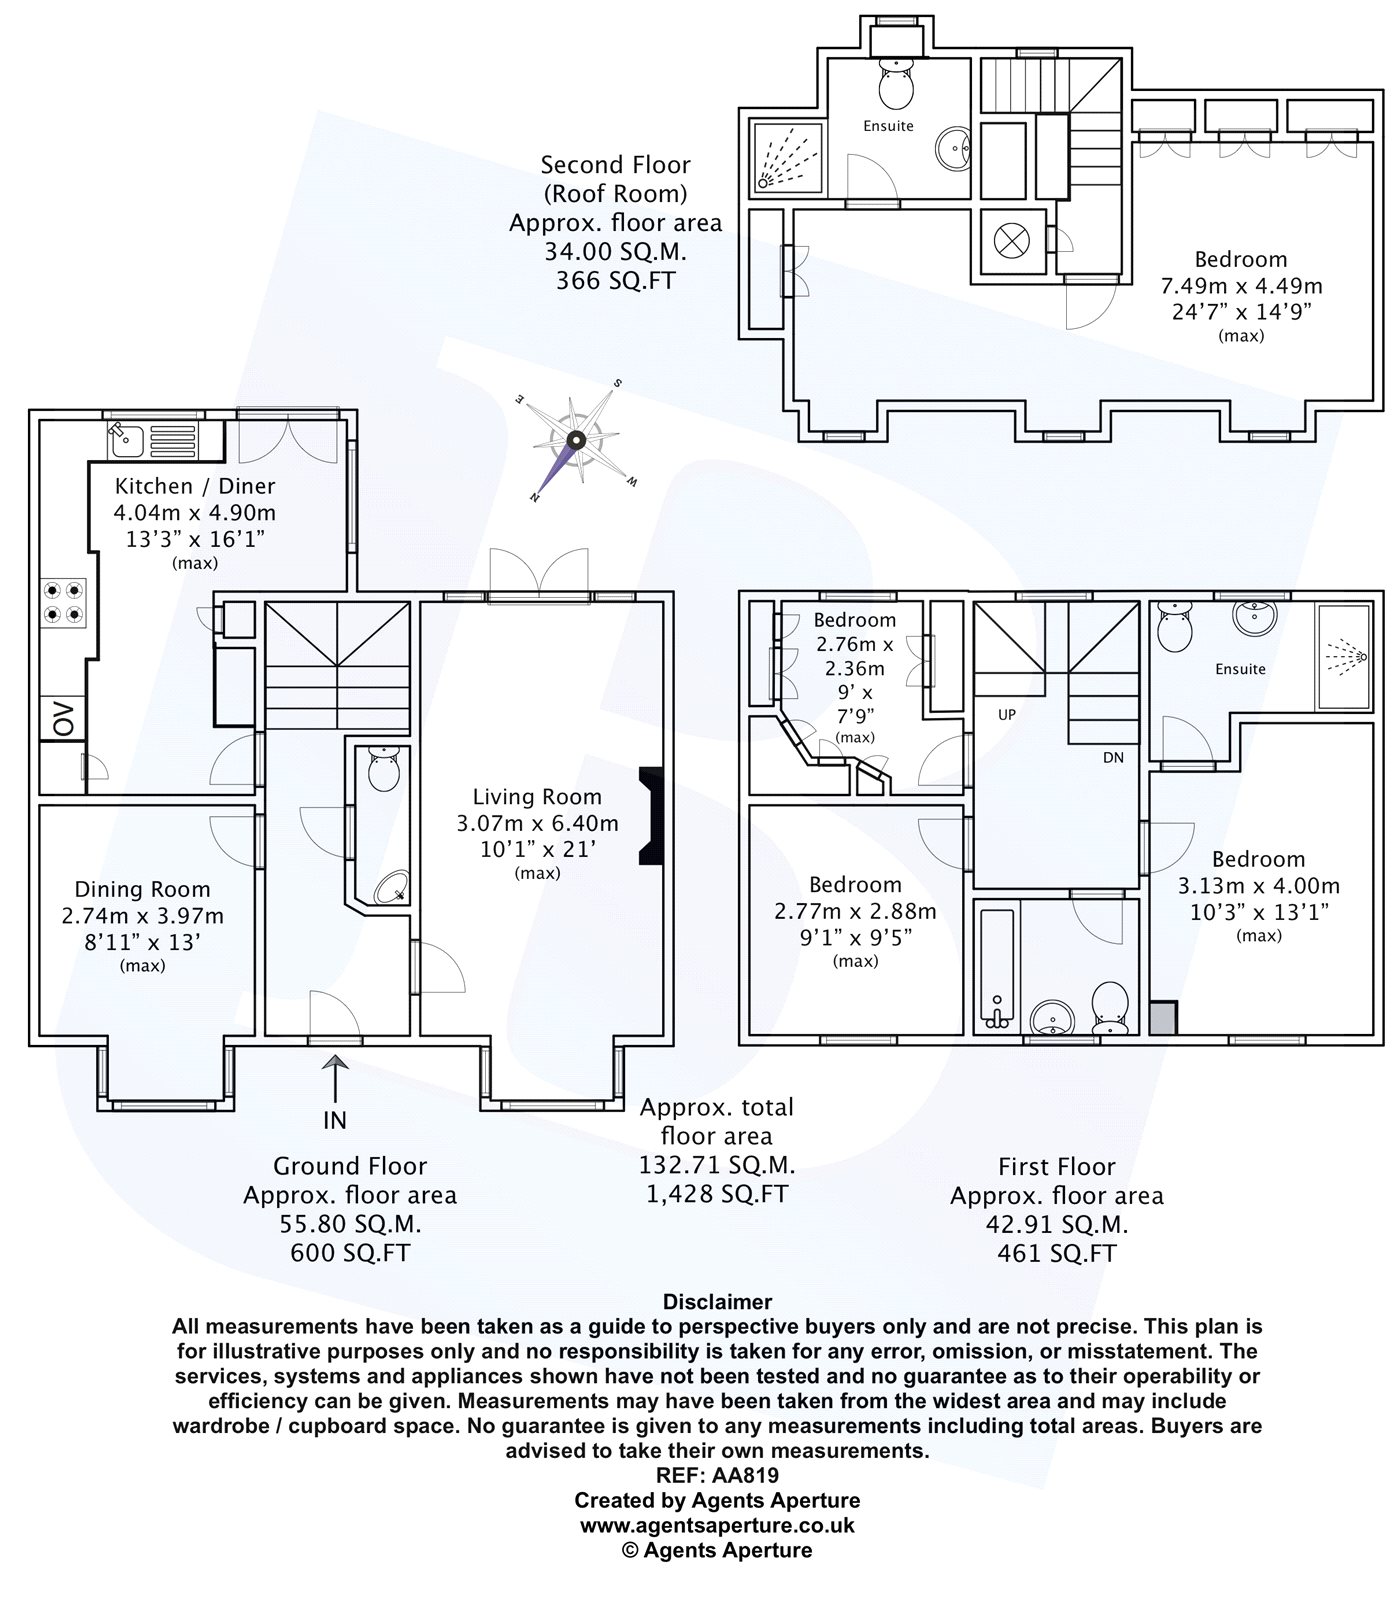 Second Floor
(Roof Room)
Approx. floor area
34.00 SQ.M.
366 SQ.FT
Ensuite
Bedroom
7.49m x 4.49m
24’7” x 14’9”
(max)
S
E
W
N
Kitchen / Diner
4.04m x 4.90m
13’3” x 16’1”
(max)
OV
Dining Room
2.74m x 3.97m
8’11” x 13’
(max)
Living Room
3.07m x 6.40m
10’1” x 21’
(max)
IN
Ground Floor
Approx. floor area
55.80 SQ.M.
600 SQ.FT
Bedroom
2.76m x
2.36m
9’ x
7’9”
(max)
UP
DN
Ensuite
Bedroom
2.77m x 2.88m
9’1” x 9’5”
(max)
Bedroom
3.13m x 4.00m
10’3” x 13’1”
(max)
Approx. total
floor area
132.71 SQ.M.
1,428 SQ.FT
First Floor
Approx. floor area
42.91 SQ.M.
461 SQ.FT
Disclaimer
All measurements have been taken as a guide to perspective buyers only and are not precise. This plan is
for illustrative purposes only and no responsibility is taken for any error, omission, or misstatement. The
services, systems and appliances shown have not been tested and no guarantee as to their operability or
efficiency can be given. Measurements may have been taken from the widest area and may include
wardrobe / cupboard space. No guarantee is given to any measurements including total areas. Buyers are
advised to take their own measurements.
REF: AA819
Created by Agents Aperture
www.agentsaperture.co.uk
© Agents Aperture